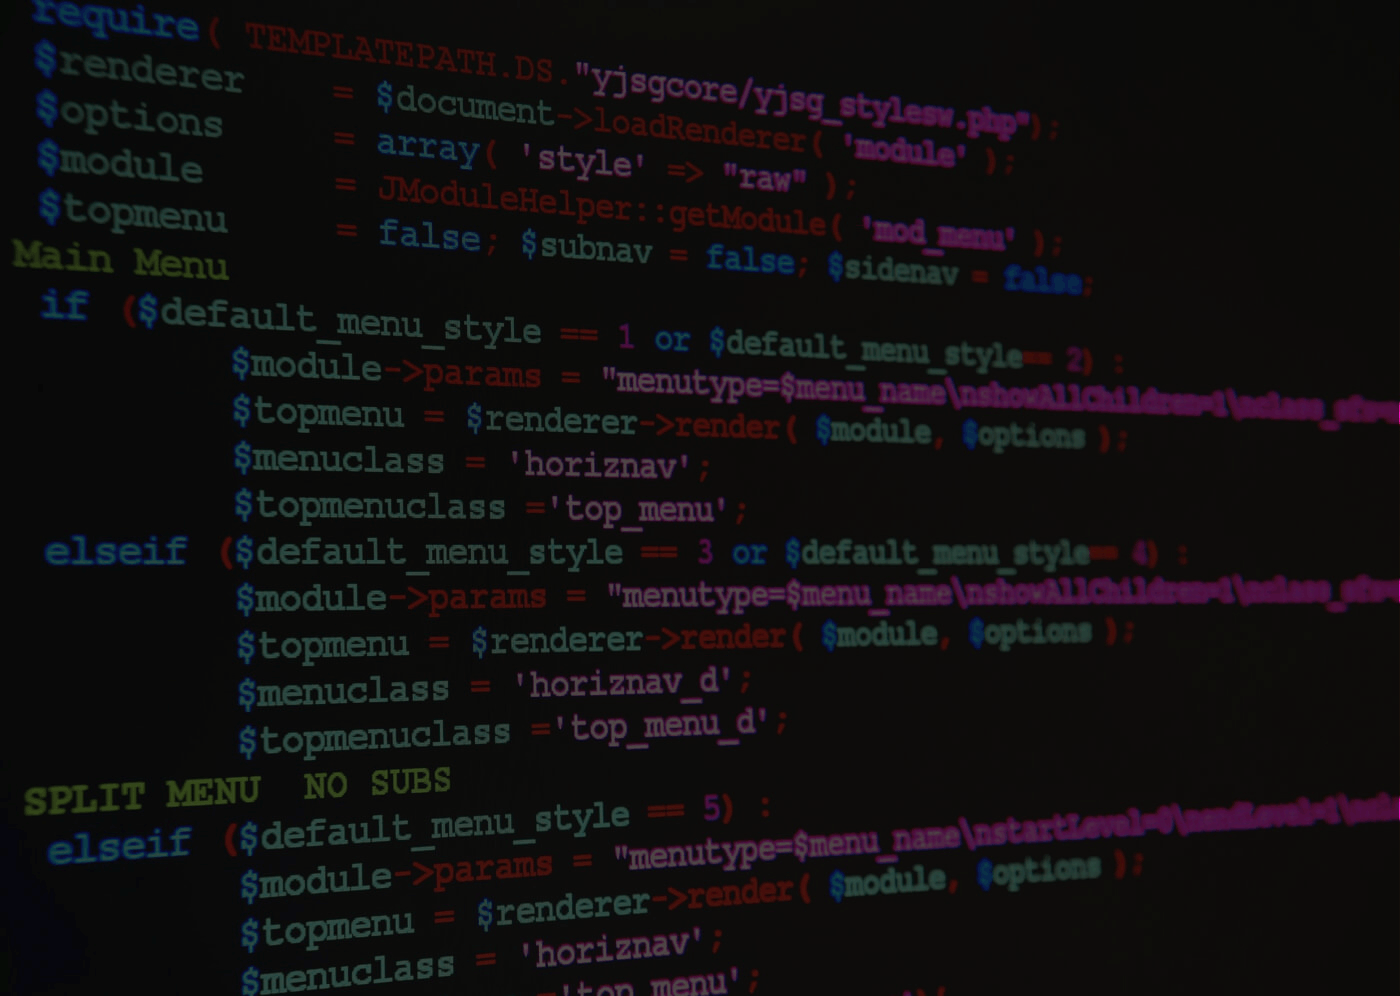 require( TEMPLATEPATH.DS."yjsgcore/yjsg_stylesw.php");
$renderer = $document->loadRenderer( 'module' );
$options = array( 'style' => "raw" );
$module = JModuleHelper::getModule( 'mod_menu' );
$topmenu = false; $subnav = false; $sidenav = false;
Main Menu
if ($default_menu_style == 1 or $default_menu_style== 2) :
$module->params = "menutype=$menu_name\nshowAllChildren=1\nclass_sfx=
$topmenu = $renderer->render( $module, $options );
$menuclass = 'horiznav';
$topmenuclass ='top_menu';
elseif ($default_menu_style == 3 or $default_menu_style== 4) :
$module->params = "menutype=$menu_name\nshowAllChildren=1\nclass_sfx=
$topmenu = $renderer->render( $module, $options );
$menuclass = 'horiznav_d';
$topmenuclass ='top_menu_d';
SPLIT MENU NO SUBS
elseif ($default_menu_style == 5) :
$module->params = "menutype=$menu_name\nstartLevel=0\nendLevel=1\n
$topmenu = $renderer->render( $module, $options );
$menuclass = 'horiznav';
='top_menu';